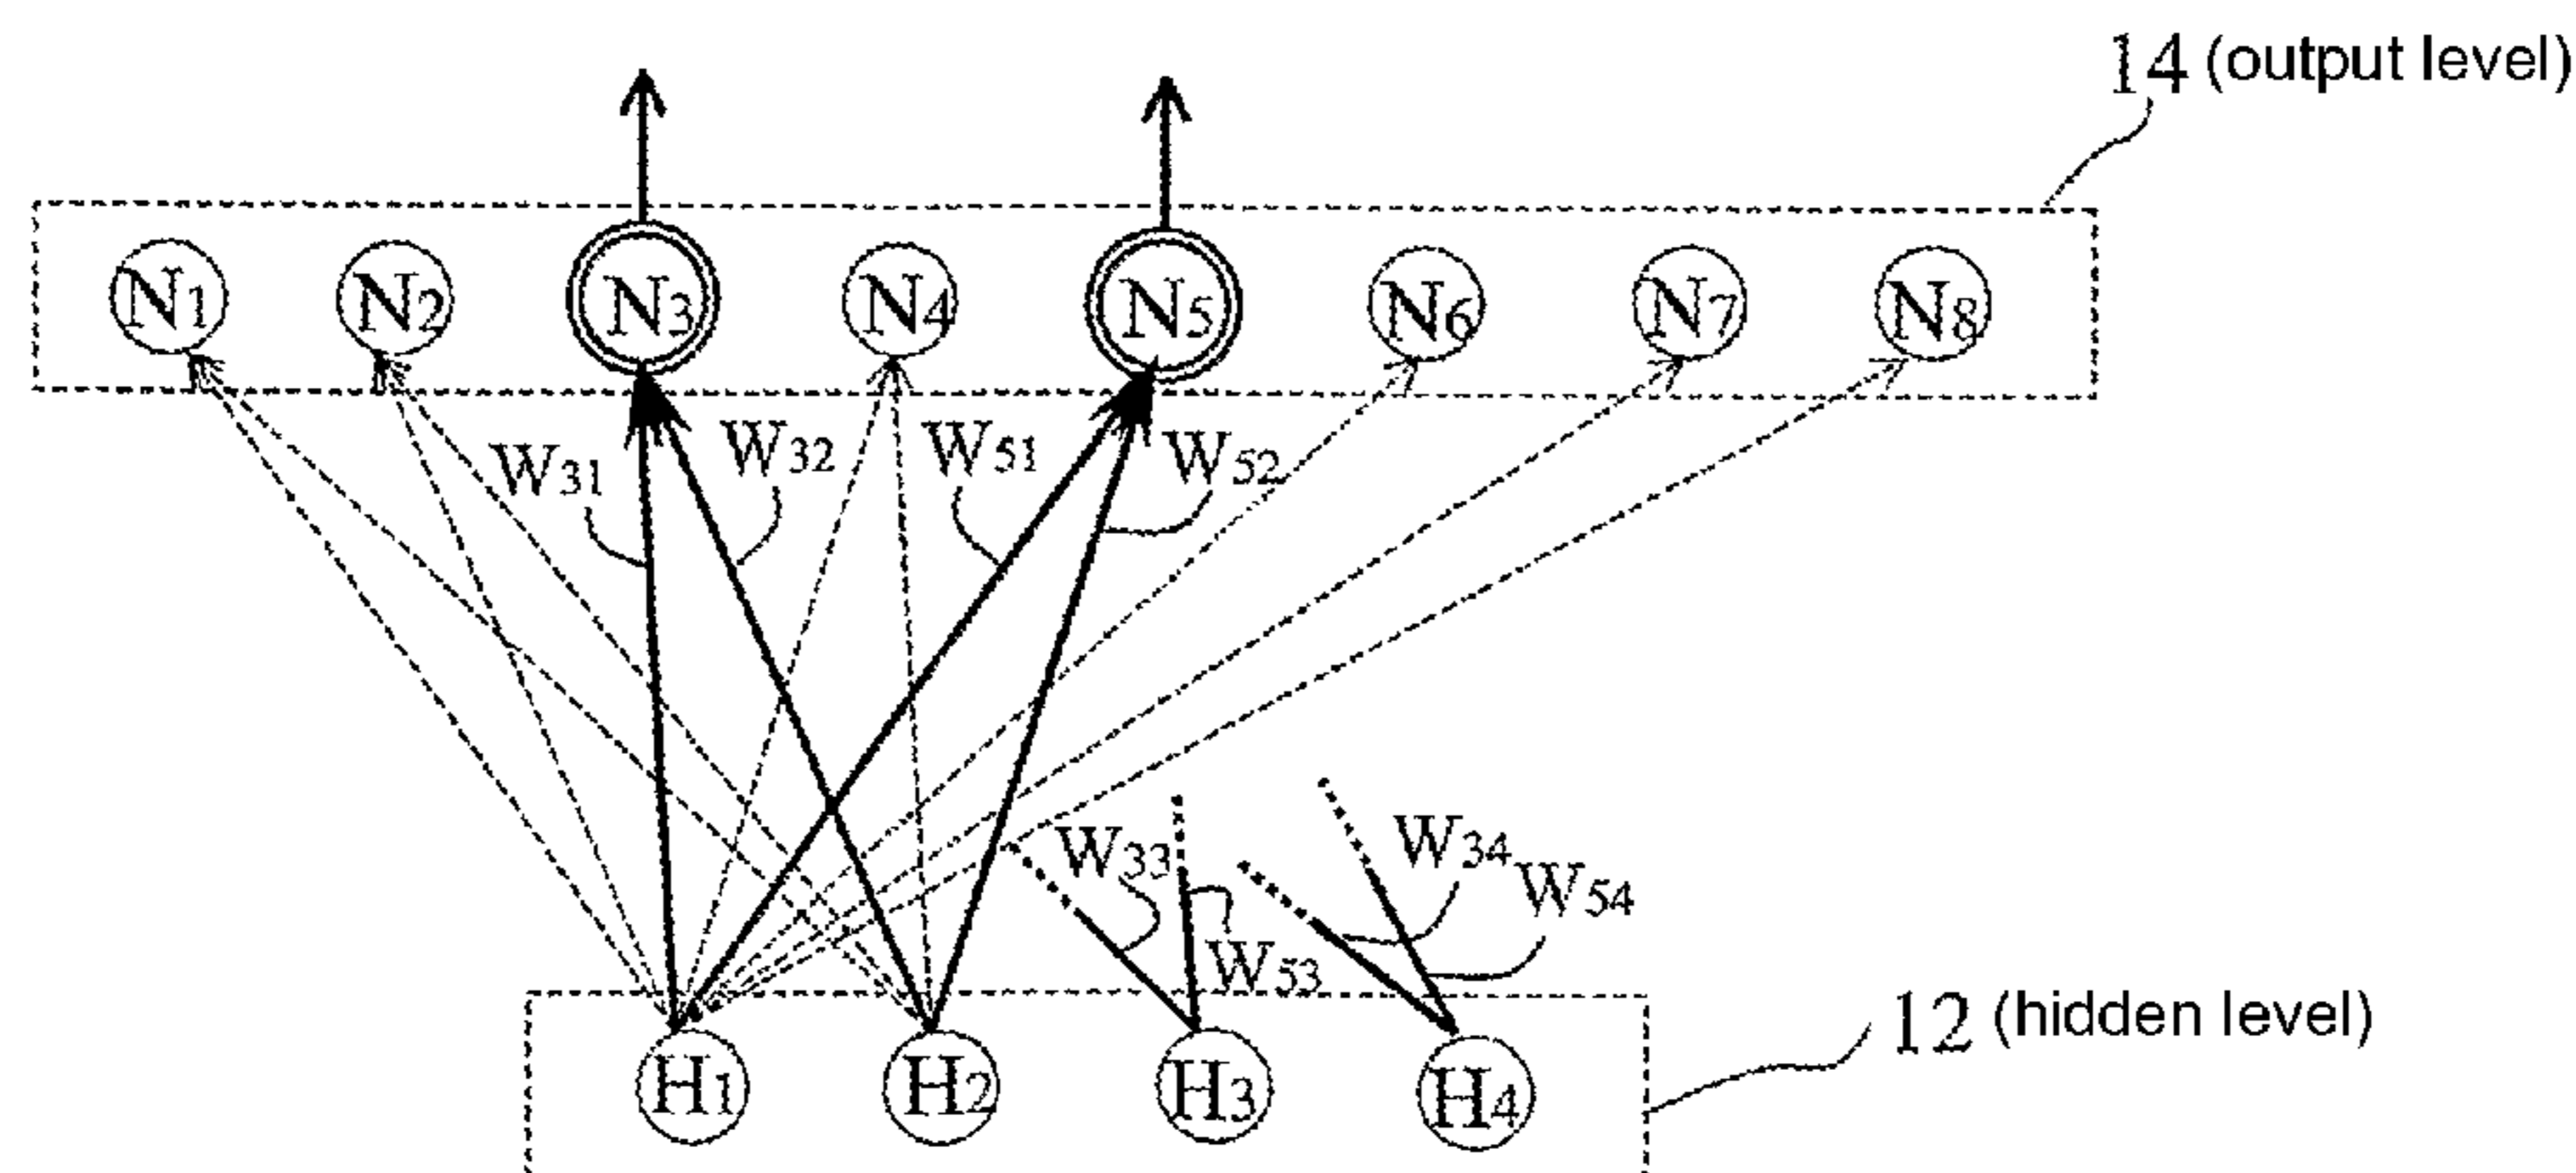 14 (output level)
N1 N2 N3 N4 N5 N6 N7 N8
W31 W32 W51 W52
W33 W34 W54
W53
12 (hidden level)
H1 H2 H3 H4